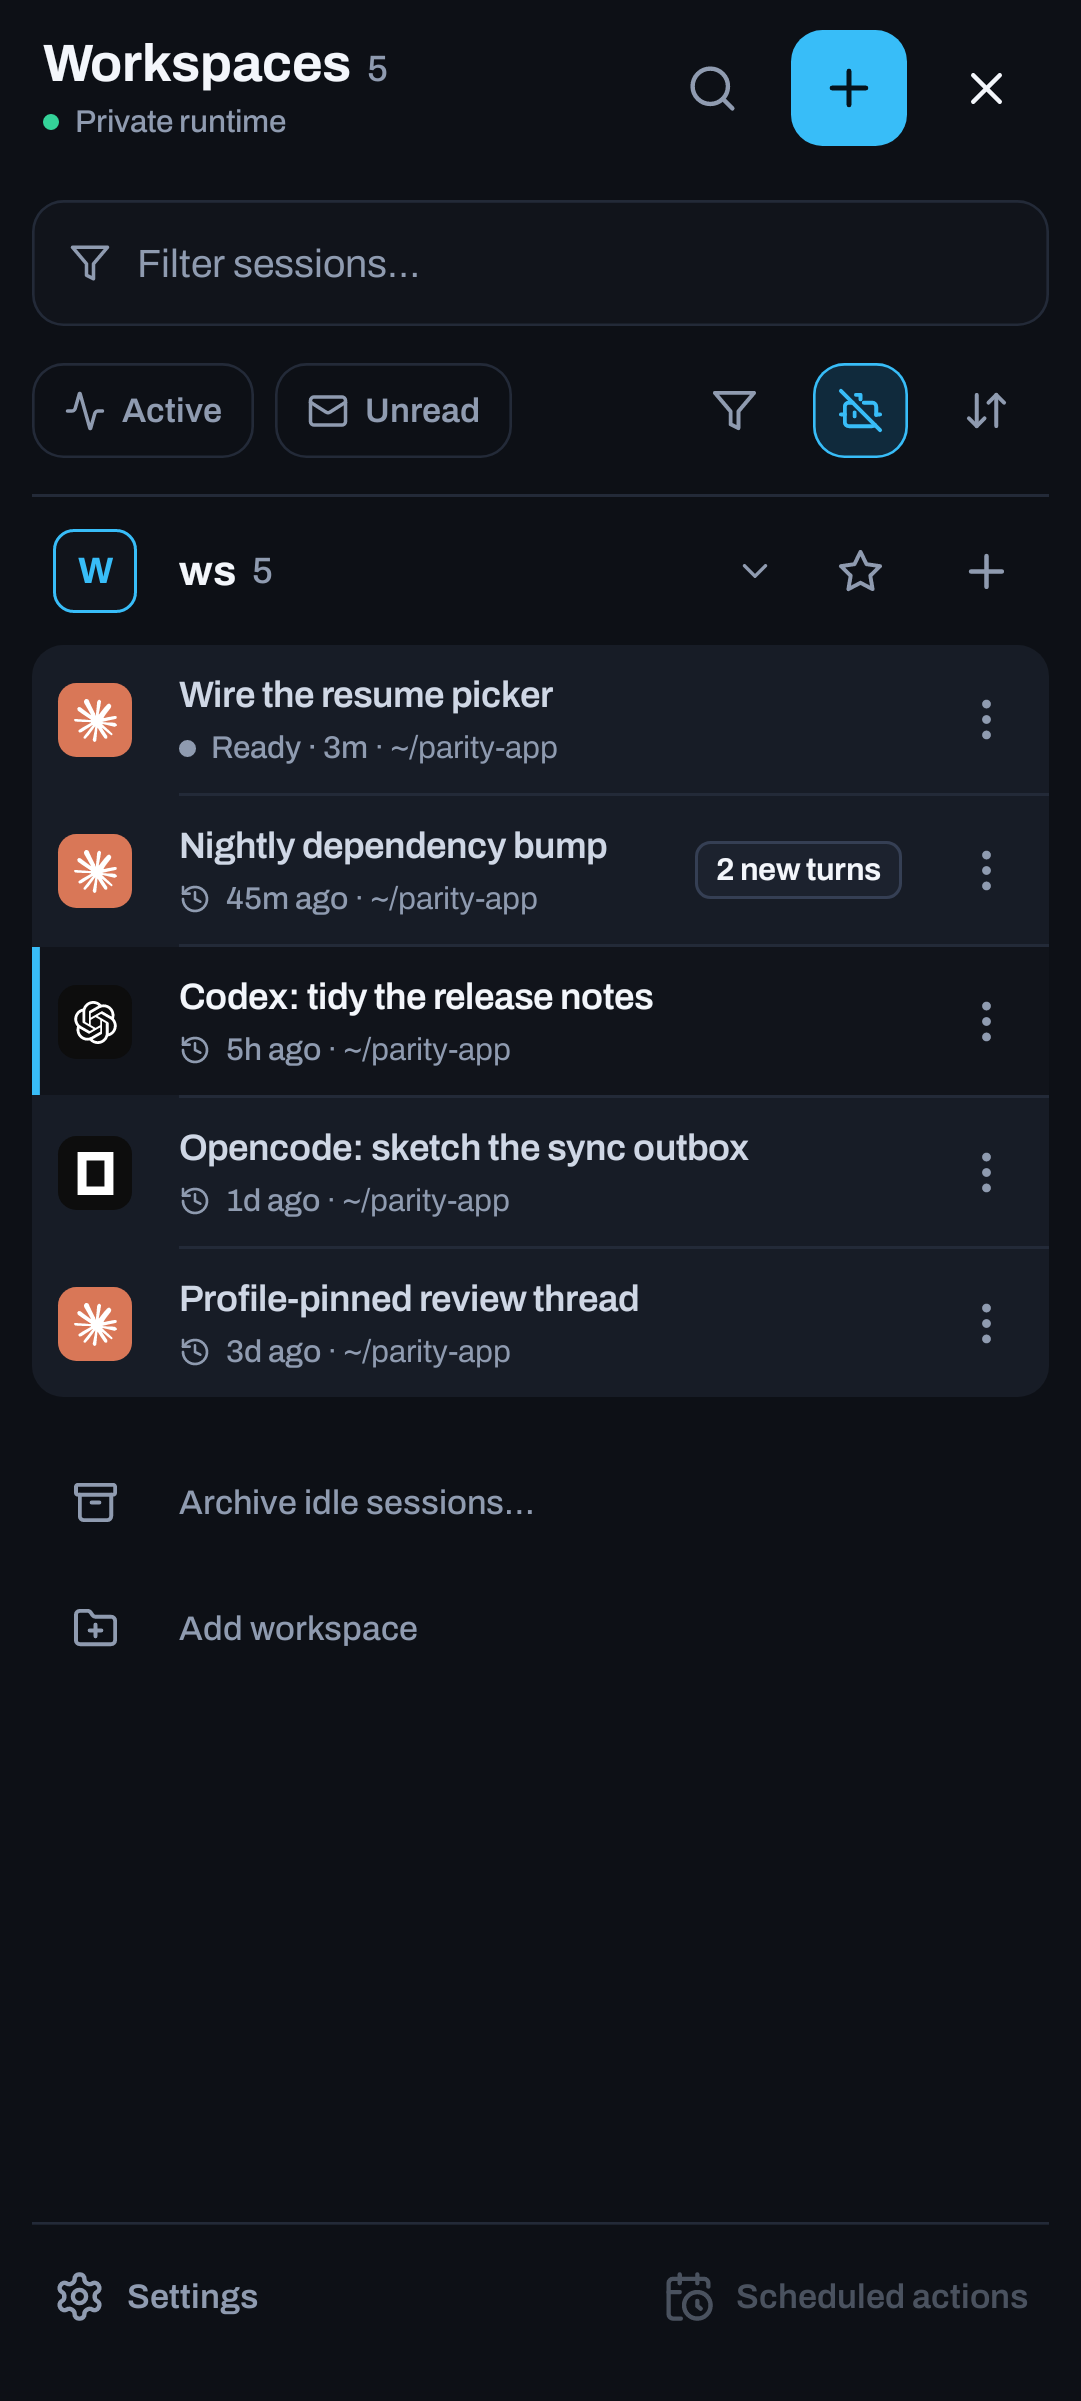 Workspaces 5
Private runtime
Filter sessions...
Active
Unread
W
ws 5
Wire the resume picker
Ready · 3m · ~/parity-app
Nightly dependency bump
45m ago · ~/parity-app
2 new turns
Codex: tidy the release notes
5h ago · ~/parity-app
Opencode: sketch the sync outbox
1d ago · ~/parity-app
Profile-pinned review thread
3d ago · ~/parity-app
Archive idle sessions...
Add workspace
Settings
Scheduled actions